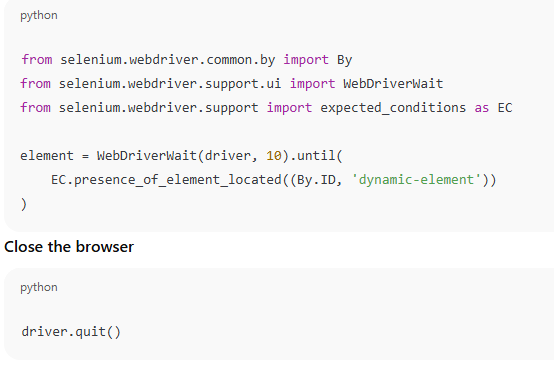 python
from selenium.webdriver.common.by import By
from selenium.webdriver.support.ui import WebDriverWait
from selenium.webdriver.support import expected_conditions as EC

element = WebDriverWait(driver, 10).until(
    EC.presence_of_element_located((By.ID, 'dynamic-element'))
)
Close the browser
python
driver.quit()